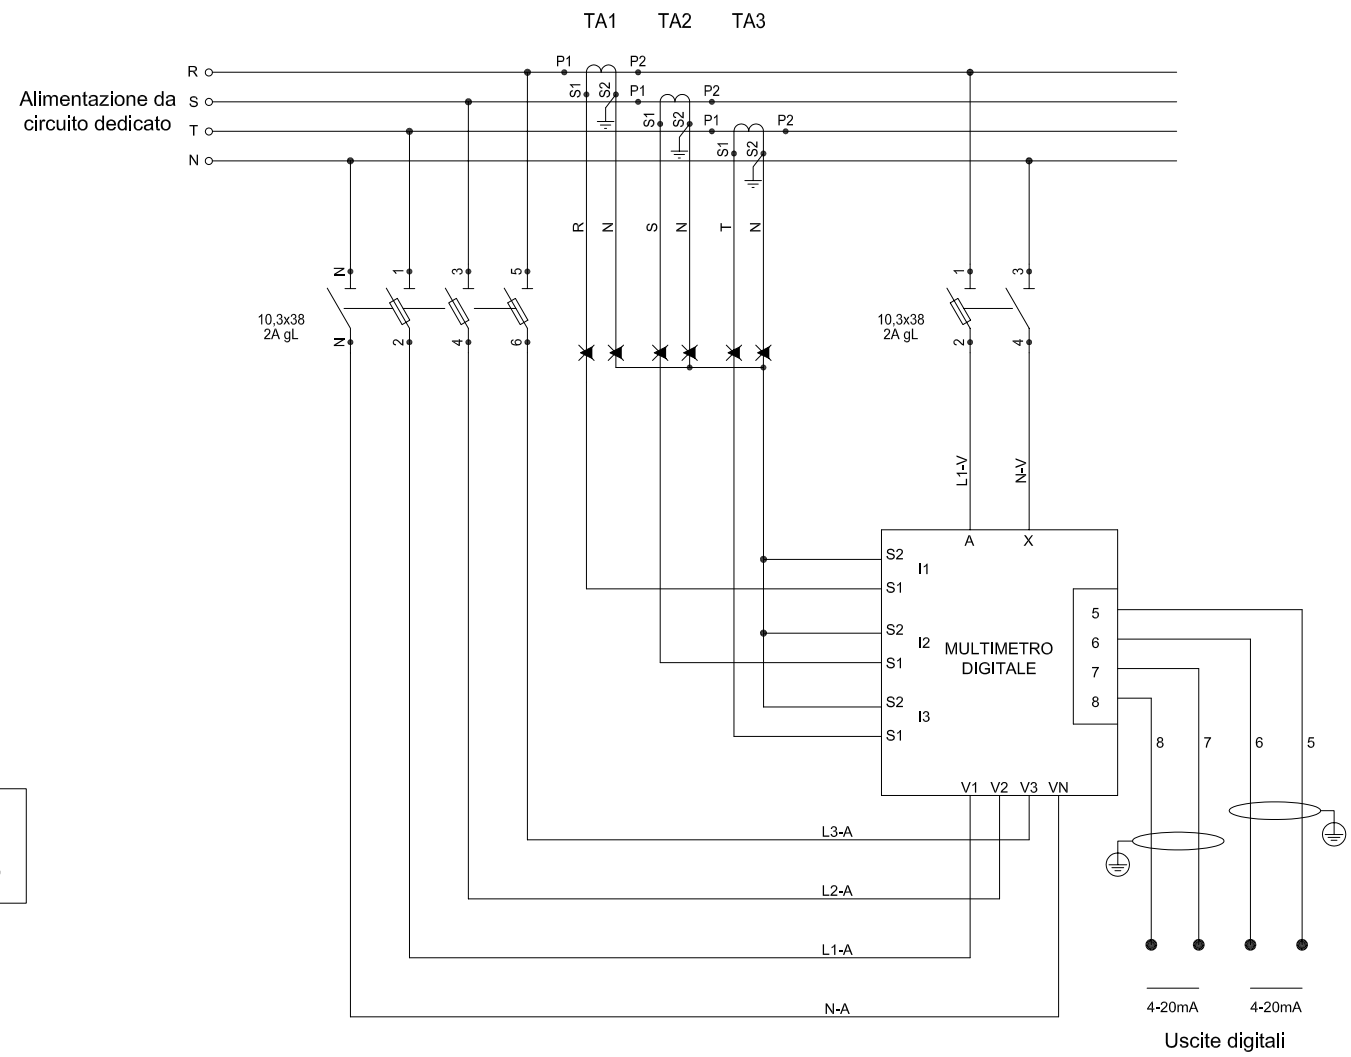 TA1 TA2 TA3
R P1 P2
Alimentazione da
circuito dedicato
S S1 S2 P1 P2
T S1 S2 P1 P2
N S1 S2
R N S T N
N 1 3 5 1 3
10,3x38
2A gL
10,3x38
2A gL
N 2 4 6 2 4
L1-V N-V
A X
S2
I1
S1
5
S2
I2
6
MULTIMETRO
DIGITALE
S1
7
S2
8
I3
S1
8 7 6 5
V1 V2 V3 VN
L3-A
L2-A
L1-A
N-A
4-20mA 4-20mA
Uscite digitali